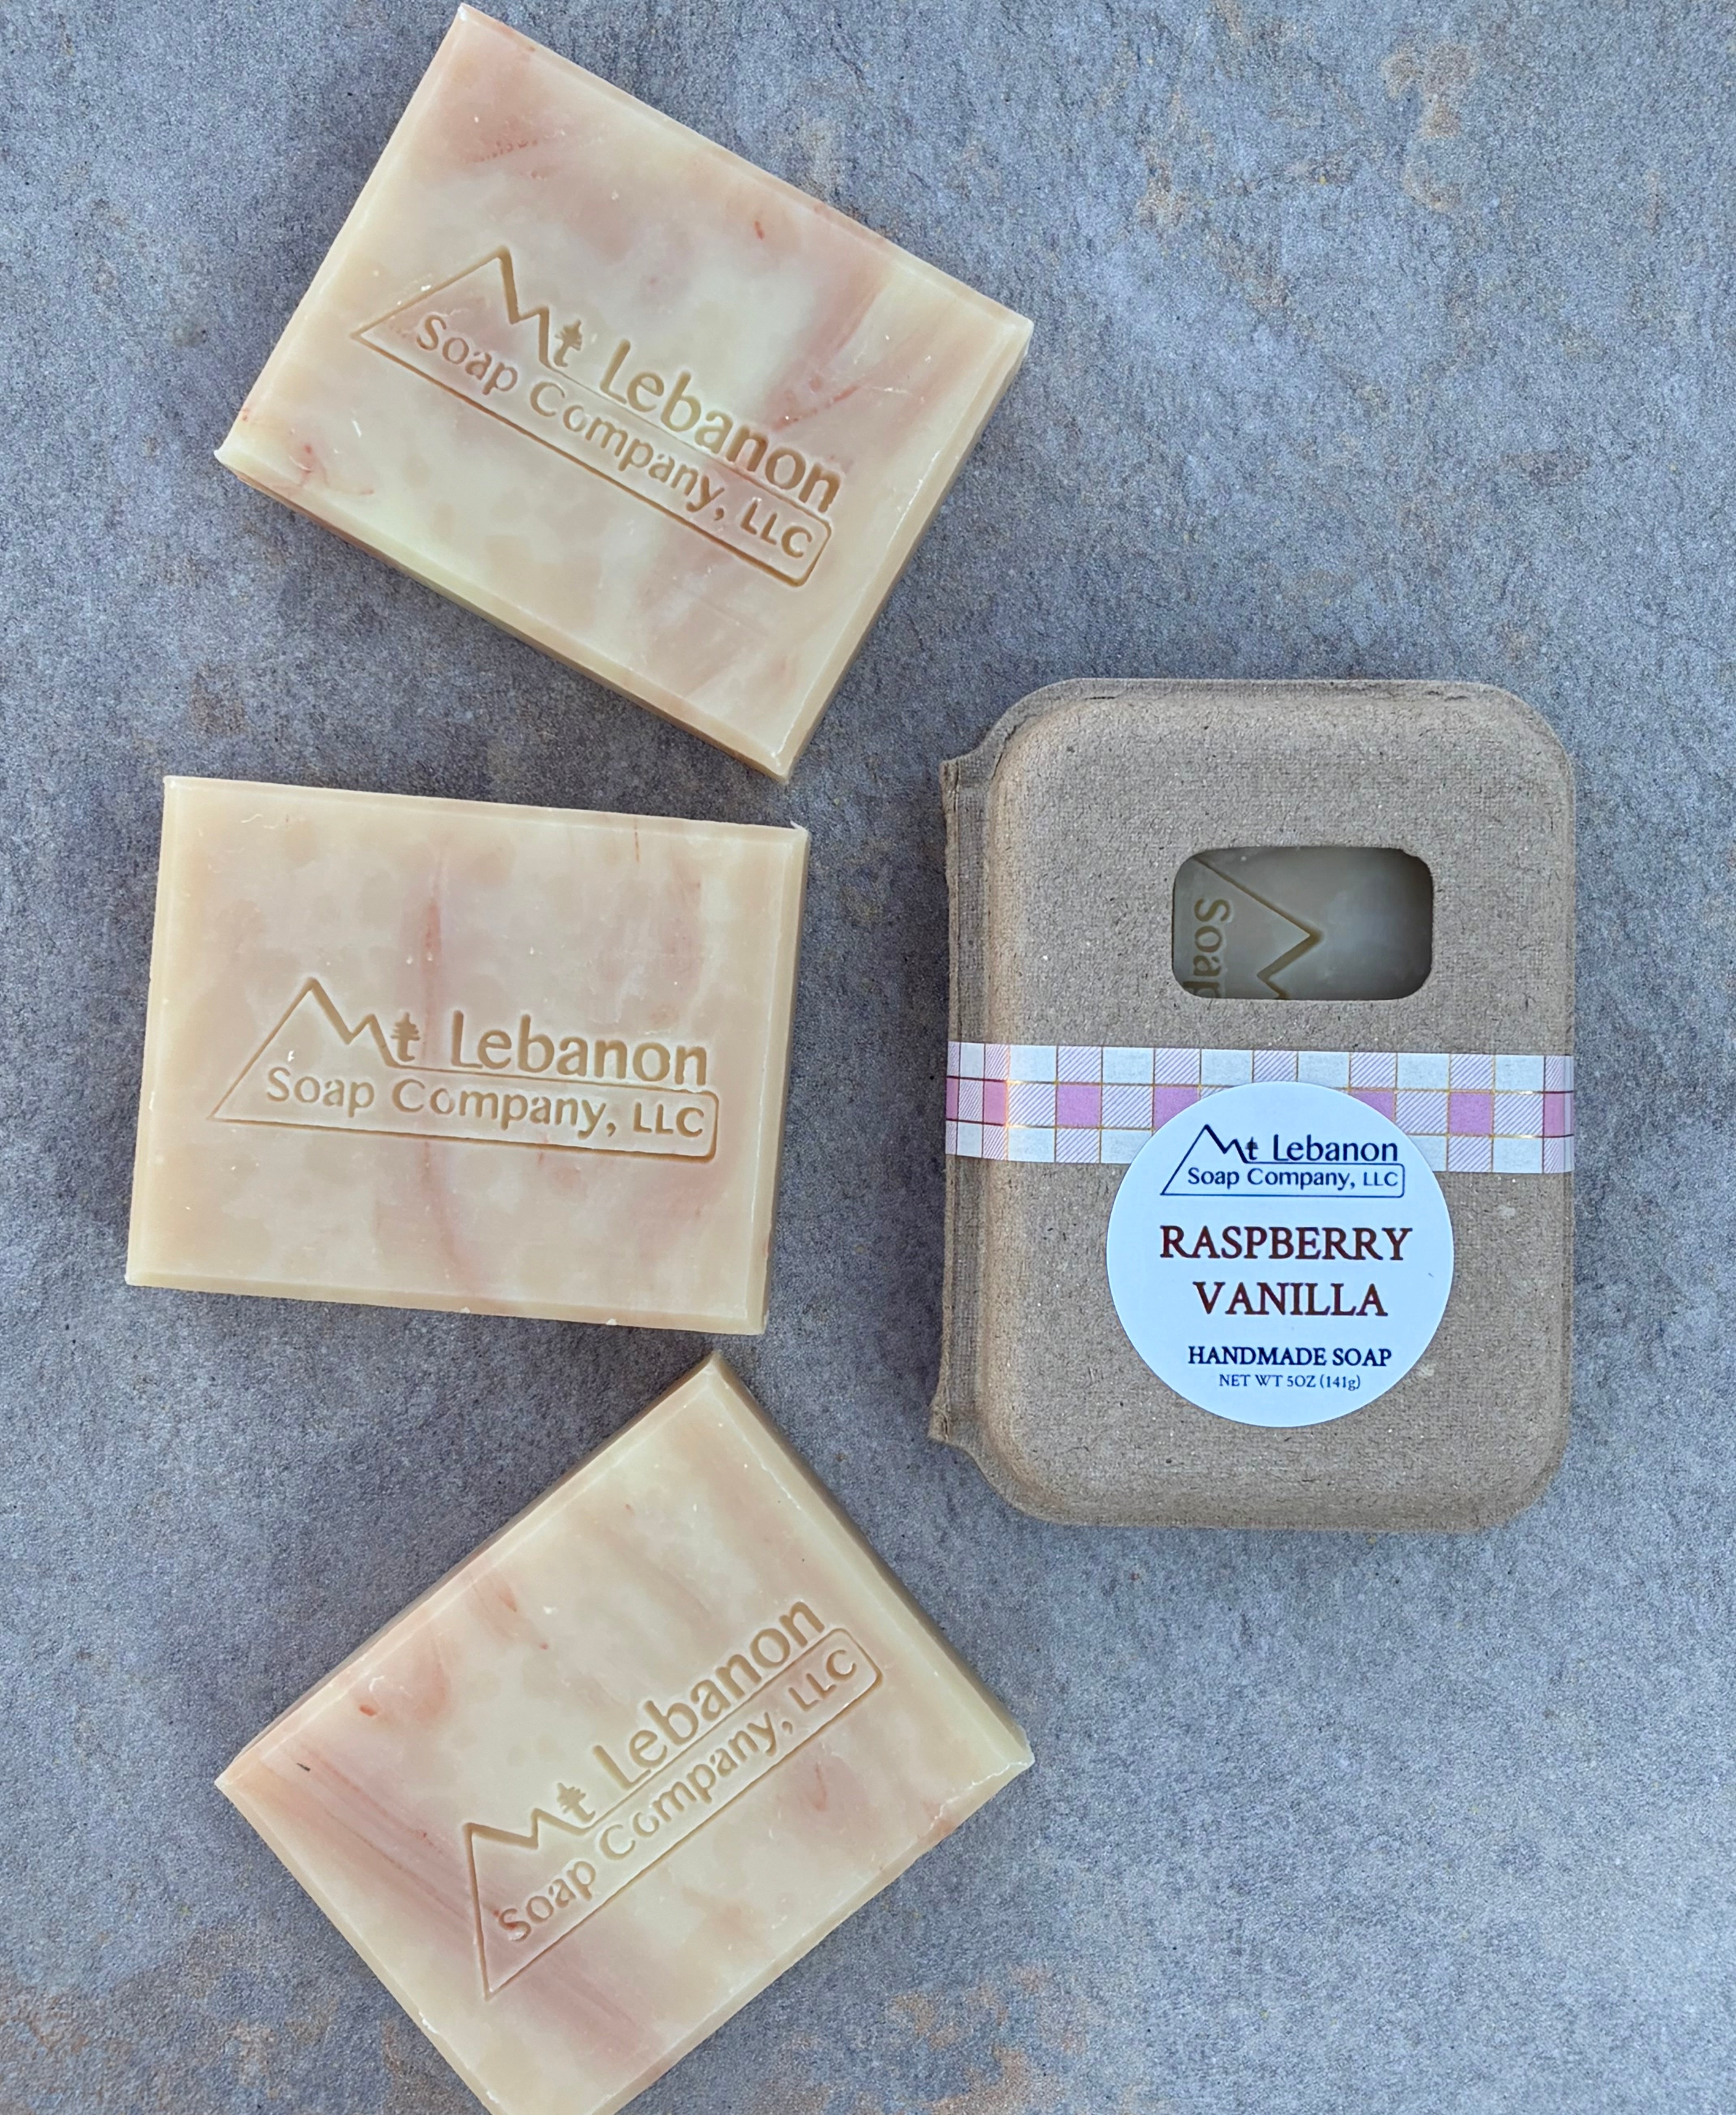 Mt Lebanon
Soap Company, LLC
Mt Lebanon
Soap Company, LLC
Soap
Mt Lebanon
Soap Company, LLC
RASPBERRY
VANILLA
HANDMADE SOAP
NET WT 5OZ (141g)
Mt Lebanon
Soap Company, LLC